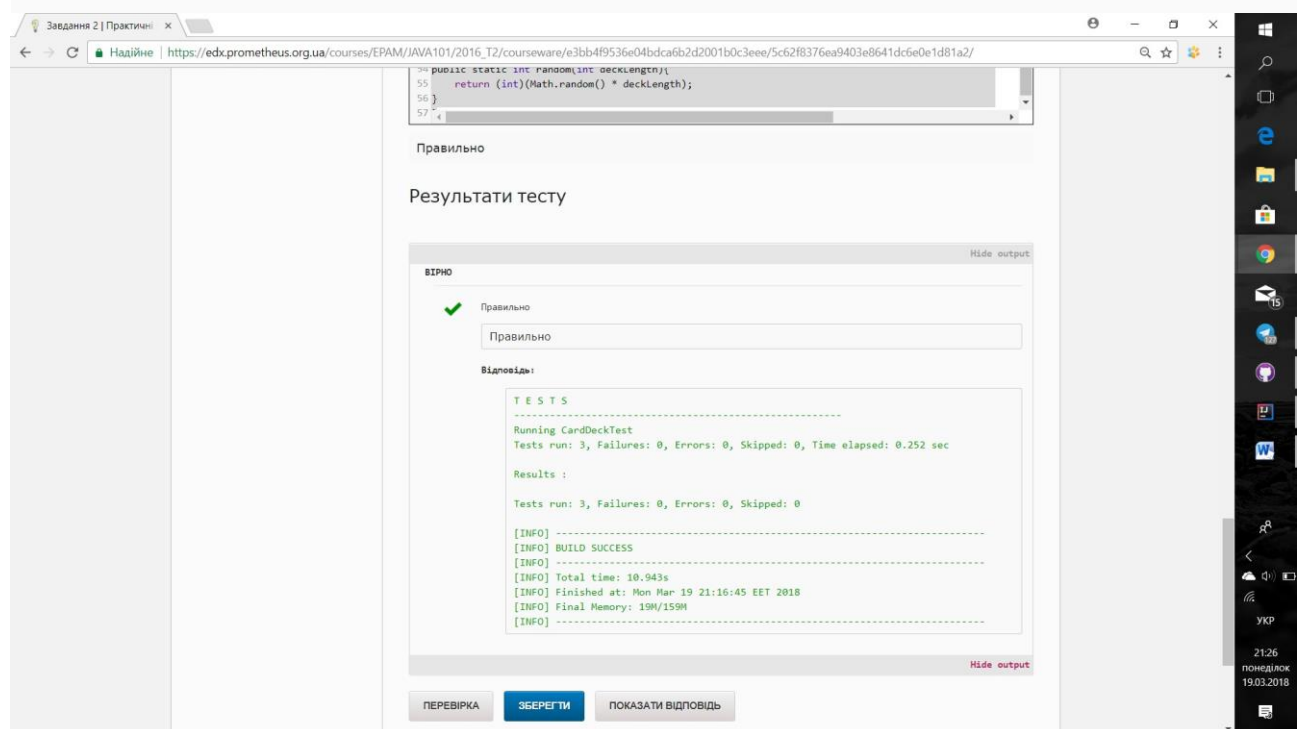 Завдання 2 | Практичні
Надійне | https://edx.prometheus.org.ua/courses/EPAM/JAVA101/2016_T2/courseware/e3bb4f9536e04bdca6b2d2001b0c3eee/5c62f8376ea9403e8641dc6e0e1d81a2/
54 public static int random(int deckLength){
55 return (int)(Math.random() * deckLength);
56 }
57
Правильно
Результати тесту
Hide output
ВІРНО
Правильно
Правильно
Відповідь:
T E S T S
-------------------------------------------------------
Running CardDeckTest
Tests run: 3, Failures: 0, Errors: 0, Skipped: 0, Time elapsed: 0.252 sec
Results :
Tests run: 3, Failures: 0, Errors: 0, Skipped: 0
[INFO] ------------------------------------------------------------------------
[INFO] BUILD SUCCESS
[INFO] ------------------------------------------------------------------------
[INFO] Total time: 10.943s
[INFO] Finished at: Mon Mar 19 21:16:45 EET 2018
[INFO] Final Memory: 19M/159M
[INFO] ------------------------------------------------------------------------
Hide output
ПЕРЕВІРКА ЗБЕРЕГТИ ПОКАЗАТИ ВІДПОВІДЬ
15
127
УКР
21:26
понеділок
19.03.2018